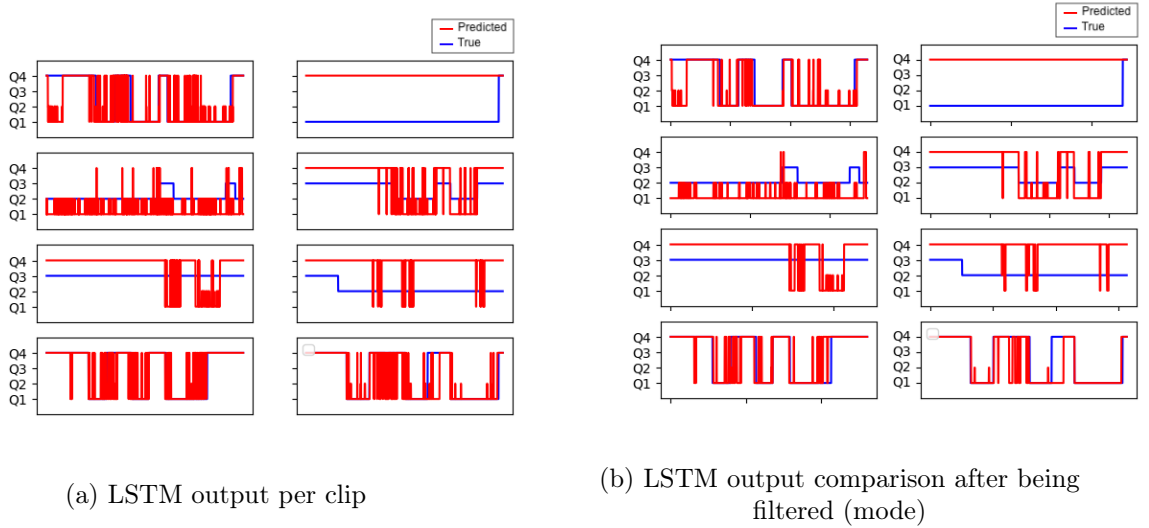 Predicted
True
Predicted
True
Q4
Q3
Q2
Q1
Q4
Q3
Q2
Q1
Q4
Q3
Q2
Q1
Q4
Q3
Q2
Q1
Q4
Q3
Q2
Q1
Q4
Q3
Q2
Q1
Q4
Q3
Q2
Q1
Q4
Q3
Q2
Q1
Q4
Q3
Q2
Q1
Q4
Q3
Q2
Q1
Q4
Q3
Q2
Q1
Q4
Q3
Q2
Q1
(a) LSTM output per clip
(b) LSTM output comparison after being
filtered (mode)